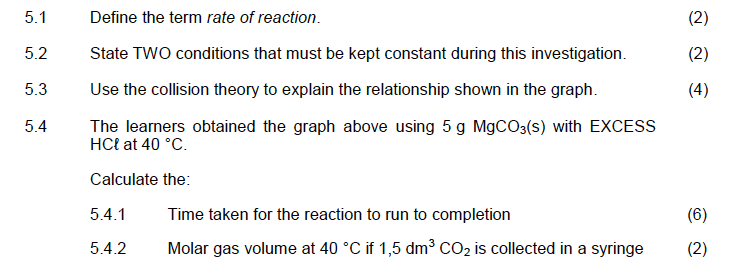 5.1 Define the term rate of reaction. (2)
5.2 State TWO conditions that must be kept constant during this investigation. (2)
5.3 Use the collision theory to explain the relationship shown in the graph. (4)
5.4 The learners obtained the graph above using 5 g MgCO₃(s) with EXCESS
HCℓ at 40 °C.
Calculate the:
5.4.1 Time taken for the reaction to run to completion (6)
5.4.2 Molar gas volume at 40 °C if 1,5 dm³ CO₂ is collected in a syringe (2)